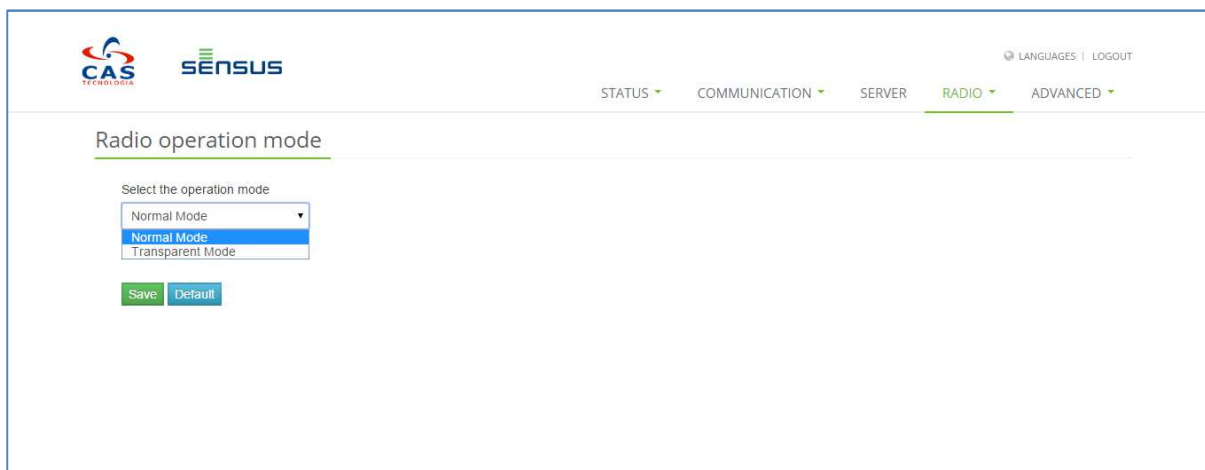 CAS
TECNOLOGIA
sensus
LANGUAGES | LOGOUT
STATUS COMMUNICATION SERVER RADIO ADVANCED
Radio operation mode
Select the operation mode
Normal Mode
Normal Mode
Transparent Mode
Save Default